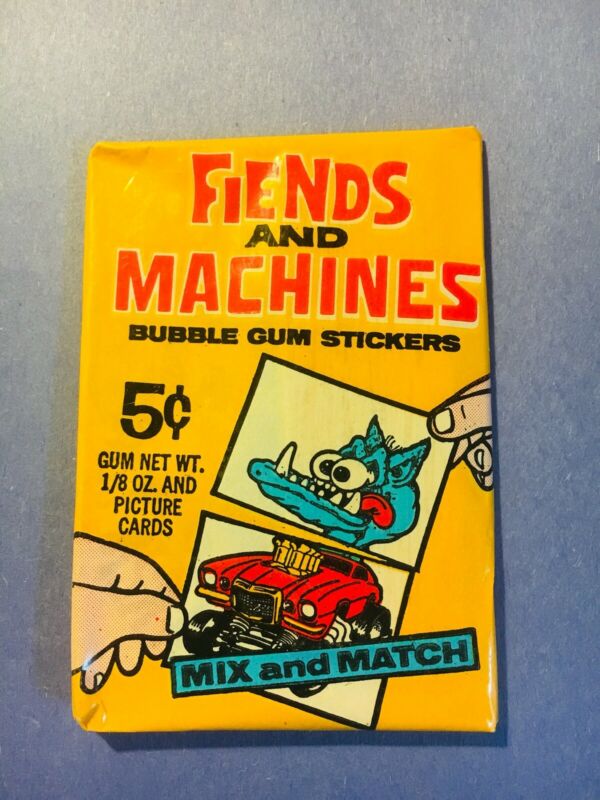 FIENDS
AND
MACHINES
BUBBLE GUM STICKERS
5¢
GUM NET WT.
1/8 OZ. AND
PICTURE
CARDS
MIX and MATCH